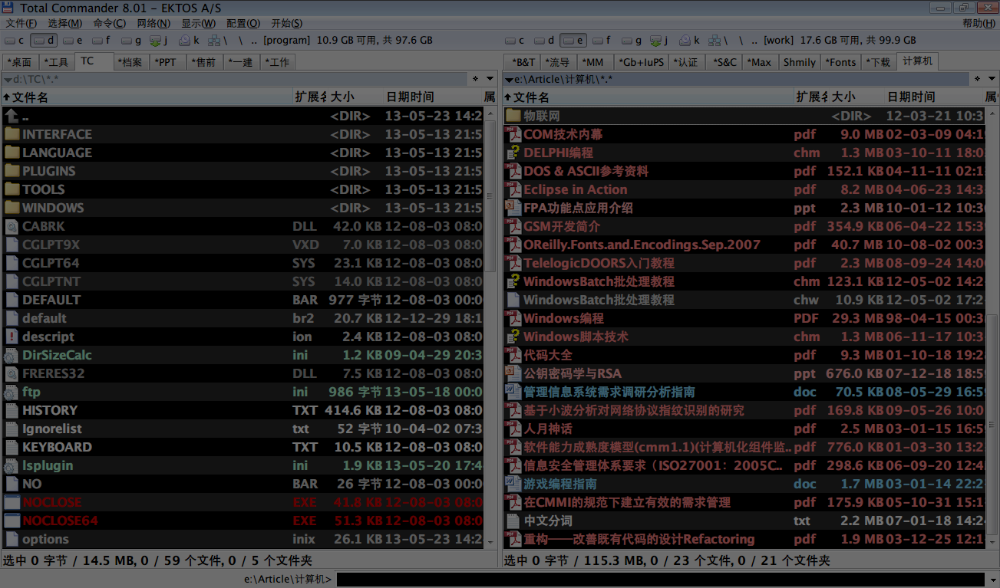 Total Commander 8.01 - EKTOS A/S
文件(F) 选择(M) 命令(C) 网络(N) 显示(W) 配置(O) 开始(S) 帮助(H)
c d e f g j k \ \ .. [program] 10.9 GB 可用, 共 97.6 GB
c d e f g j k \ \ .. [work] 17.6 GB 可用, 共 99.9 GB
*桌面 *工具 TC *档案 *PPT *售前 *一建 *工作
*B&T *流导 *MM *Gb+IuPS *认证 *S&C *Max Shmily *Fonts *下载 计算机
d:\TC\*.* *
e:\Article\计算机\*.* *
文件名 扩展名 大小 日期时间 属
.. <DIR> 13-05-23 14:2
INTERFACE <DIR> 13-05-13 21:5
LANGUAGE <DIR> 13-05-13 21:5
PLUGINS <DIR> 13-05-13 21:5
TOOLS <DIR> 13-05-13 21:5
WINDOWS <DIR> 13-05-13 21:5
CABRK DLL 42.0 KB 12-08-03 08:0
CGLPT9X VXD 7.0 KB 12-08-03 08:0
CGLPT64 SYS 23.1 KB 12-08-03 08:0
CGLPTNT SYS 14.0 KB 12-08-03 08:0
DEFAULT BAR 977 字节 12-08-03 00:0
default br2 20.7 KB 12-12-29 18:1
descript ion 2.4 KB 12-08-03 08:0
DirSizeCalc ini 1.2 KB 09-04-29 20:3
FRERES32 DLL 7.5 KB 12-08-03 08:0
ftp ini 986 字节 13-05-18 00:0
HISTORY TXT 414.6 KB 12-08-03 08:0
Ignorelist txt 52 字节 10-04-02 07:3
KEYBOARD TXT 10.5 KB 12-08-03 08:0
lsplugin ini 1.9 KB 13-05-20 17:4
NO BAR 26 字节 12-08-03 00:0
NOCLOSE EXE 41.8 KB 12-08-03 08:0
NOCLOSE64 EXE 51.3 KB 12-08-03 08:0
options inix 26.1 KB 13-05-23 14:2
选中 0 字节 / 14.5 MB, 0 / 59 个文件, 0 / 5 个文件夹
文件名 扩展名 大小 日期时间 属
物联网 <DIR> 12-03-21 10:3
COM技术内幕 pdf 9.0 MB 02-03-09 04:1
DELPHI编程 chm 1.3 MB 03-10-11 18:0
DOS & ASCII参考资料 pdf 152.1 KB 04-11-11 02:1
Eclipse in Action pdf 8.2 MB 04-06-23 14:3
FPA功能点应用介绍 ppt 2.3 MB 10-01-12 10:3
GSM开发简介 pdf 354.9 KB 06-04-22 15:3
OReilly.Fonts.and.Encodings.Sep.2007 pdf 40.7 MB 10-08-02 00:3
TelelogicDOORS入门教程 pdf 2.3 MB 08-09-24 14:0
WindowsBatch批处理教程 chm 123.1 KB 12-05-02 14:2
WindowsBatch批处理教程 chw 10.9 KB 12-05-02 17:2
Windows编程 PDF 29.3 MB 98-04-15 00:3
Windows脚本技术 chm 1.3 MB 06-11-17 10:3
代码大全 pdf 9.3 MB 01-10-18 19:2
公钥密码学与RSA ppt 676.0 KB 07-12-18 18:5
管理信息系统需求调研分析指南 doc 70.5 KB 08-05-29 16:5
基于小波分析对网络协议指纹识别的研究 pdf 169.8 KB 09-05-26 10:0
人月神话 pdf 2.5 MB 03-01-15 16:5
软件能力成熟度模型(cmm1.1)(计算机化组件监.. pdf 776.0 KB 01-03-30 13:2
信息安全管理体系要求（ISO27001：2005C.. pdf 298.6 KB 06-09-20 12:4
游戏编程指南 doc 1.7 MB 03-01-14 22:2
在CMMI的规范下建立有效的需求管理 pdf 175.9 KB 05-10-31 15:1
中文分词 txt 2.2 MB 07-01-18 14:2
重构——改善既有代码的设计Refactoring pdf 1.9 MB 03-12-25 12:1
选中 0 字节 / 115.3 MB, 0 / 23 个文件, 0 / 21 个文件夹
e:\Article\计算机>